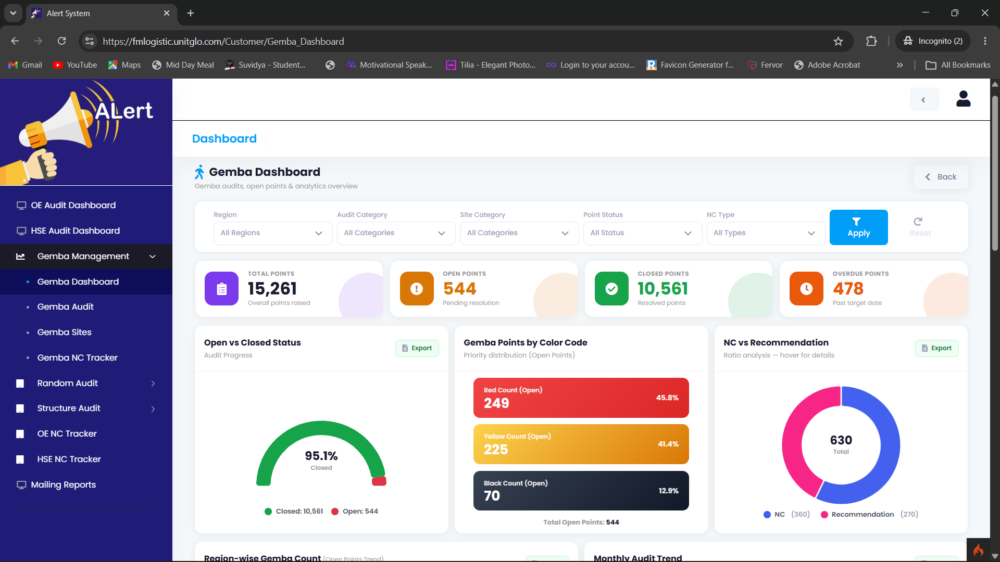 Alert System
https://fmlogistic.unitglo.com/Customer/Gemba_Dashboard
Incognito (2)
Gmail
YouTube
Maps
Mid Day Meal
Suvidya - Student...
Motivational Speak...
Tilia - Elegant Photo...
Login to your accou...
Favicon Generator f...
Fervor
Adobe Acrobat
All Bookmarks
ALert
OE Audit Dashboard
HSE Audit Dashboard
Gemba Management
Gemba Dashboard
Gemba Audit
Gemba Sites
Gemba NC Tracker
Random Audit
Structure Audit
OE NC Tracker
HSE NC Tracker
Mailing Reports
Dashboard
Gemba Dashboard
Gemba audits, open points & analytics overview
Back
Region
All Regions
Audit Category
All Categories
Site Category
All Categories
Point Status
All Status
NC Type
All Types
Apply
Reset
TOTAL POINTS
15,261
Overall points raised
OPEN POINTS
544
Pending resolution
CLOSED POINTS
10,561
Resolved points
OVERDUE POINTS
478
Past target date
Open vs Closed Status
Audit Progress
Export
95.1%
Closed
Closed: 10,561
Open: 544
Gemba Points by Color Code
Priority distribution (Open Points)
Red Count (Open)
249
45.8%
Yellow Count (Open)
225
41.4%
Black Count (Open)
70
12.9%
Total Open Points: 544
NC vs Recommendation
Ratio analysis — hover for details
Export
630
Total
NC (360)
Recommendation (270)
Region-wise Gemba Count (Open Points Trend)
Monthly Audit Trend